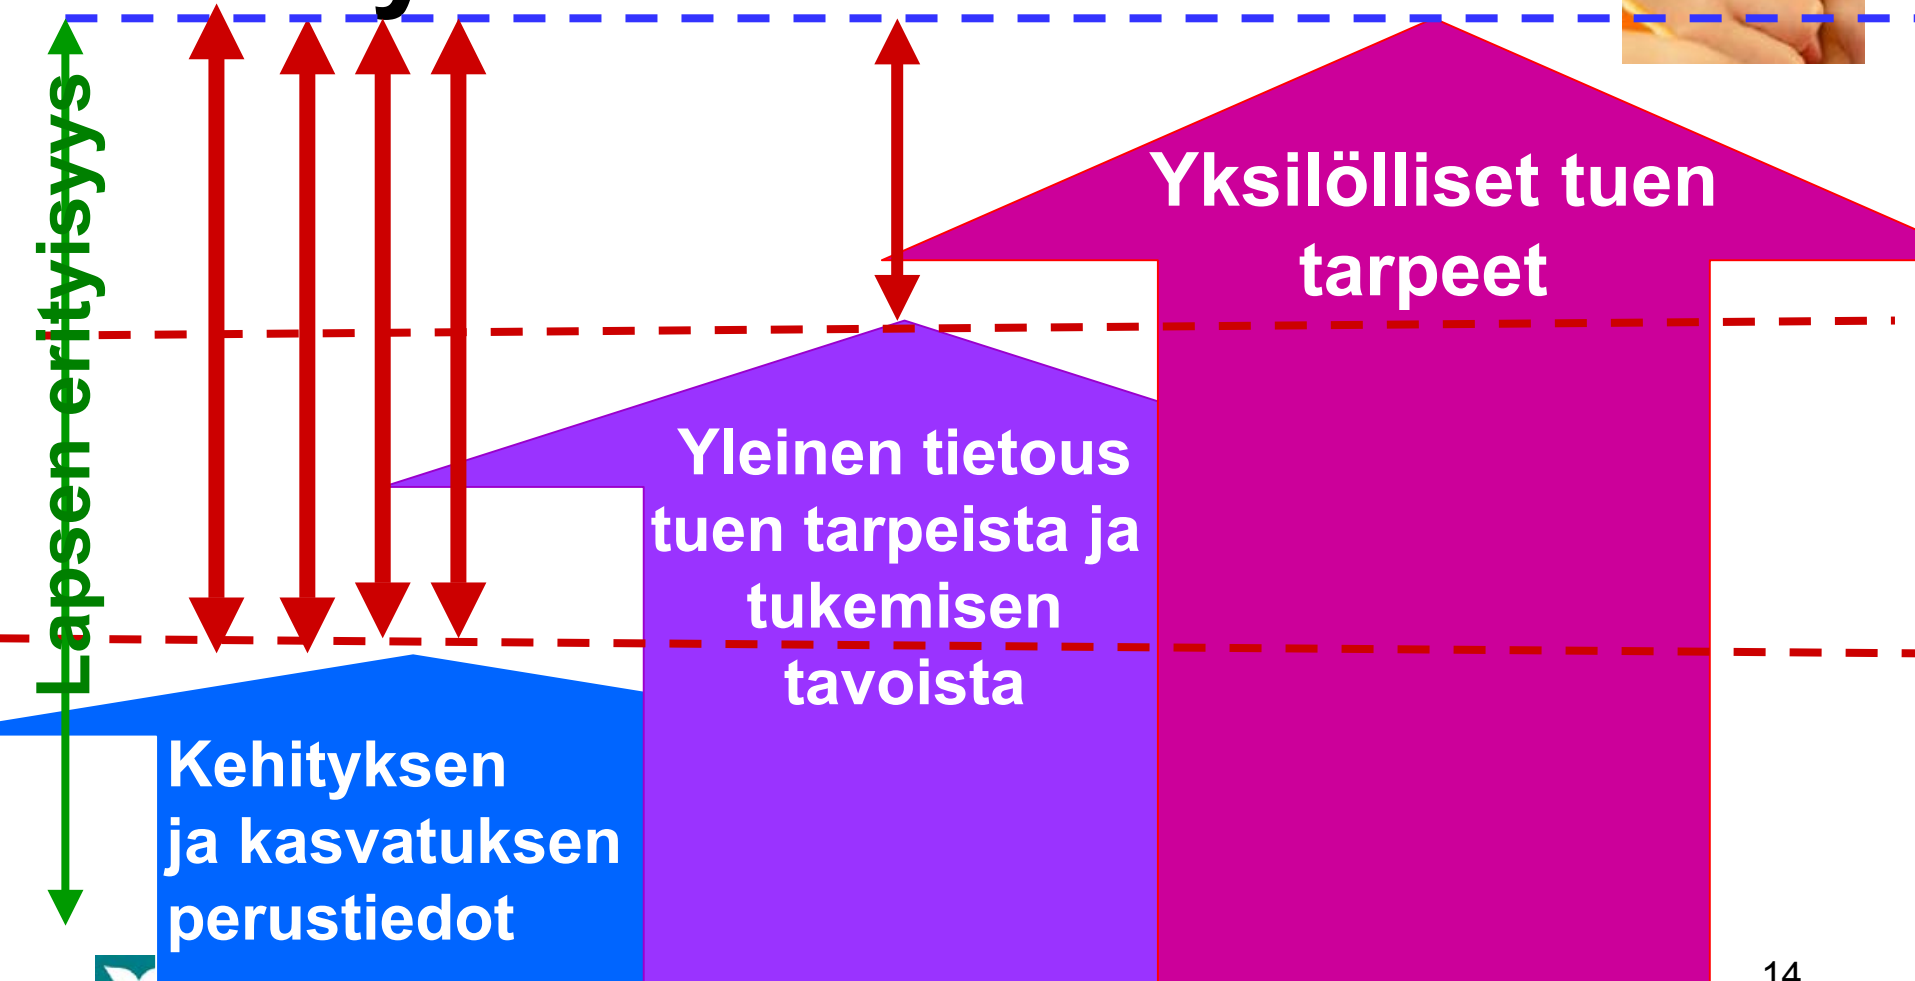 Lapsen erityisyys
Yksilölliset tuen
tarpeet
Yleinen tietous
tuen tarpeista ja
tukemisen
tavoista
Kehityksen
ja kasvatuksen
perustiedot
14